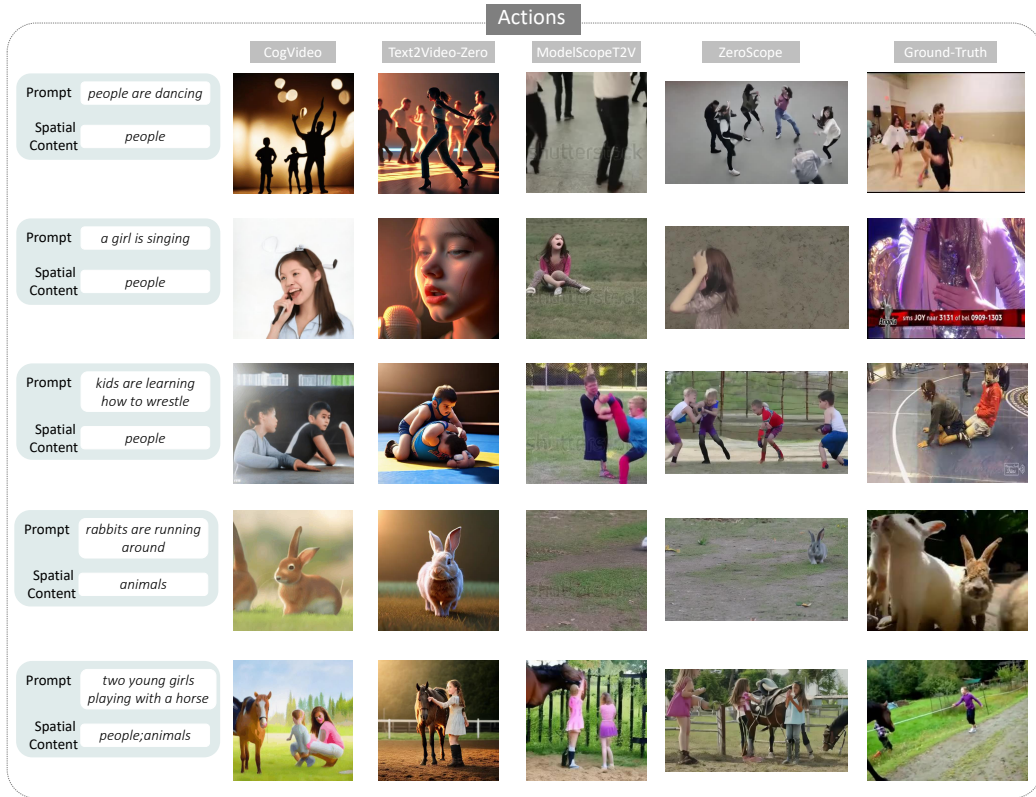 Actions
CogVideo
Text2Video-Zero
ModelScopeT2V
ZeroScope
Ground-Truth
Prompt
people are dancing
Spatial
Content
people
shutterstock
Prompt
a girl is singing
Spatial
Content
people
shutterstock
sms JOY naar 3131 of bel 0909-1303
Prompt
kids are learning
how to wrestle
Spatial
Content
people
shutterstock
Prompt
rabbits are running
around
Spatial
Content
animals
shutterstock
Prompt
two young girls
playing with a horse
Spatial
Content
people;animals
shutterstock